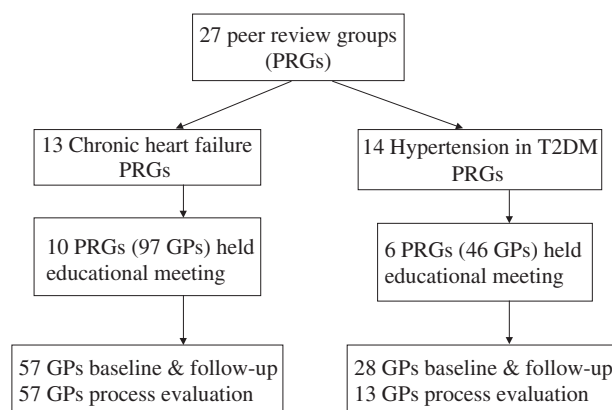 27 peer review groups
(PRGs)
13 Chronic heart failure
PRGs
14 Hypertension in T2DM
PRGs
10 PRGs (97 GPs) held
educational meeting
6 PRGs (46 GPs) held
educational meeting
57 GPs baseline & follow-up
57 GPs process evaluation
28 GPs baseline & follow-up
13 GPs process evaluation